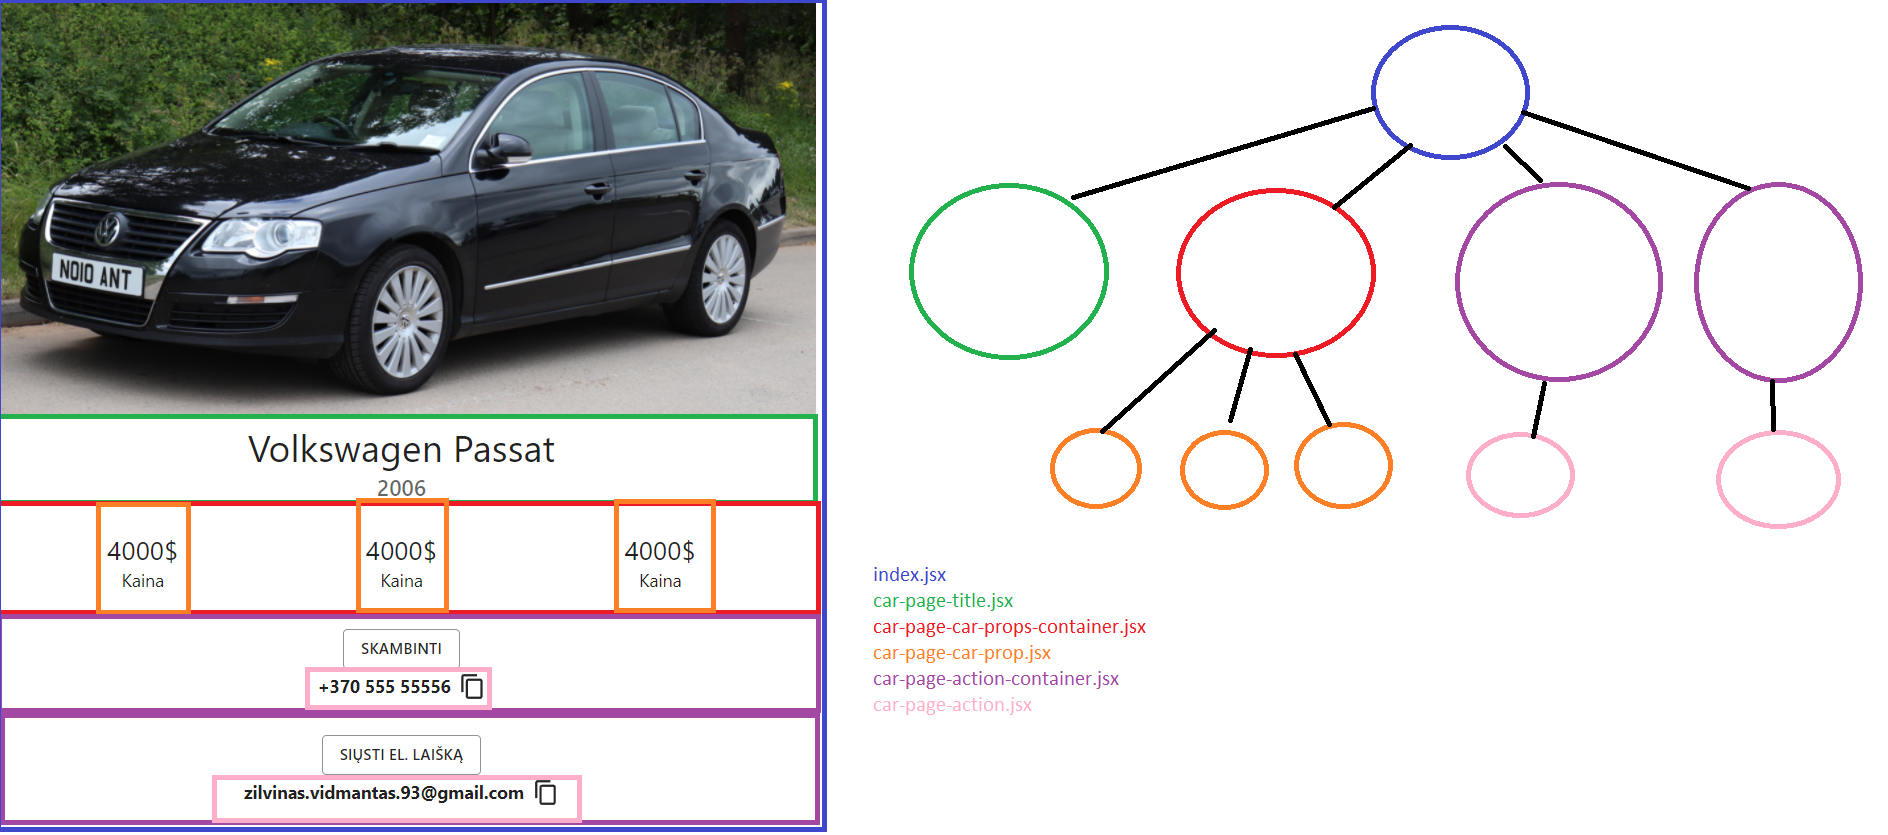 NO10 ANT
Volkswagen Passat
2006
4000$
Kaina
4000$
Kaina
4000$
Kaina
SKAMBINTI
+370 555 55556
SIŲSTI EL. LAIŠKĄ
zilvinas.vidmantas.93@gmail.com
index.jsx
car-page-title.jsx
car-page-car-props-container.jsx
car-page-car-prop.jsx
car-page-action-container.jsx
car-page-action.jsx